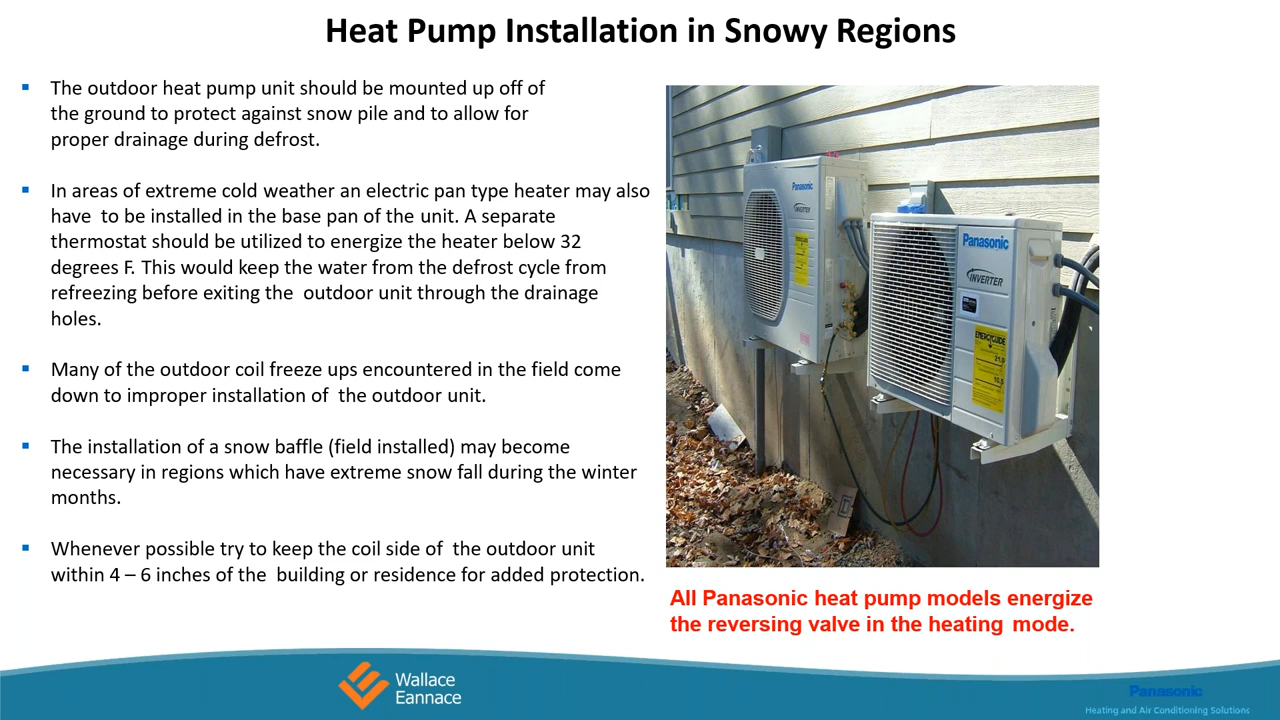 Heat Pump Installation in Snowy Regions
The outdoor heat pump unit should be mounted up off of
the ground to protect against snow pile and to allow for
proper drainage during defrost.
In areas of extreme cold weather an electric pan type heater may also
have  to be installed in the base pan of the unit. A separate
thermostat should be utilized to energize the heater below 32
degrees F. This would keep the water from the defrost cycle from
refreezing before exiting the  outdoor unit through the drainage
holes.
Many of the outdoor coil freeze ups encountered in the field come
down to improper installation of  the outdoor unit.
The installation of a snow baffle (field installed) may become
necessary in regions which have extreme snow fall during the winter
months.
Whenever possible try to keep the coil side of  the outdoor unit
within 4 – 6 inches of the  building or residence for added protection.
Panasonic
INVERTER
Panasonic
INVERTER
ENERGYGUIDE
All Panasonic heat pump models energize
the reversing valve in the heating mode.
Wallace
Eannace
Panasonic
Heating and Air Conditioning Solutions